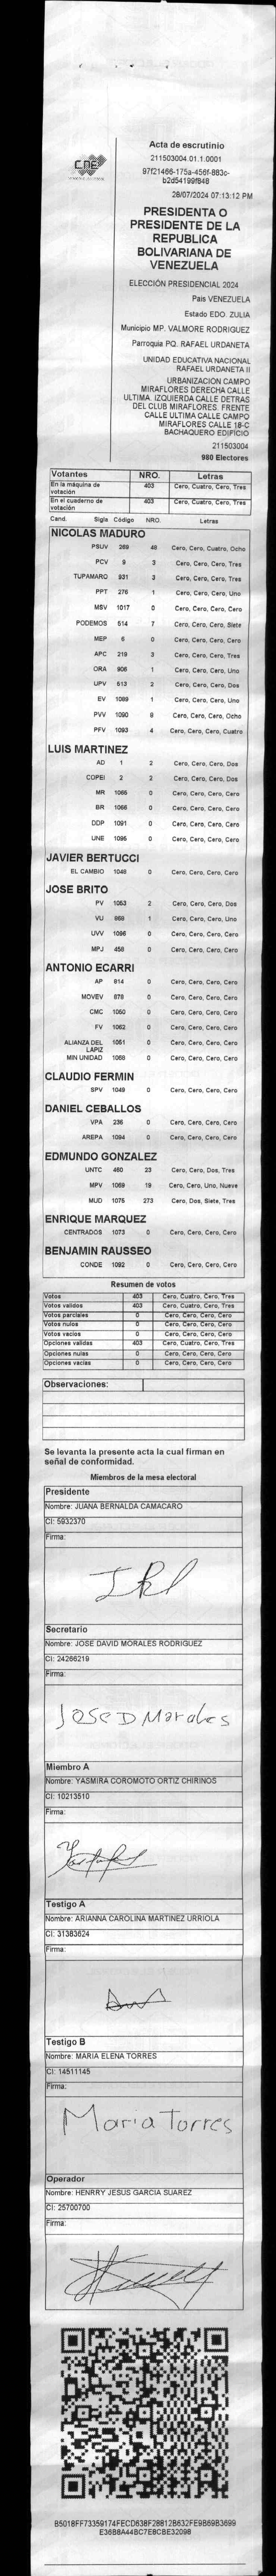 CNE
Acta de escrutinio
211503004.01.1.0001
97f21466-175a-456f-883c-
b2d54199f848
28/07/2024 07:13:12 PM
PRESIDENTA O
PRESIDENTE DE LA
REPUBLICA
BOLIVARIANA DE
VENEZUELA
ELECCIÓN PRESIDENCIAL 2024
Pais VENEZUELA
Estado EDO. ZULIA
Municipio MP. VALMORE RODRIGUEZ
Parroquia PQ. RAFAEL URDANETA
UNIDAD EDUCATIVA NACIONAL
RAFAEL URDANETA II
URBANIZACION CAMPO
MIRAFLORES DERECHA CALLE
ULTIMA. IZQUIERDA CALLE DETRAS
DEL CLUB MIRAFLORES. FRENTE
CALLE ULTIMA CALLE CAMPO
MIRAFLORES CALLE 18-C
BACHAQUERO EDIFICIO
211503004
980 Electores
Votantes NRO. Letras
En la máquina de votación 403 Cero, Cuatro, Cero, Tres
En el cuaderno de votación 403 Cero, Cuatro, Cero, Tres
Cand. Sigla Código NRO. Letras
NICOLAS MADURO
PSUV 269 48 Cero, Cero, Cuatro, Ocho
PCV 9 3 Cero, Cero, Cero, Tres
TUPAMARO 931 3 Cero, Cero, Cero, Tres
PPT 276 1 Cero, Cero, Cero, Uno
MSV 1017 0 Cero, Cero, Cero, Cero
PODEMOS 514 7 Cero, Cero, Cero, Siete
MEP 6 0 Cero, Cero, Cero, Cero
APC 219 3 Cero, Cero, Cero, Tres
ORA 906 1 Cero, Cero, Cero, Uno
UPV 613 2 Cero, Cero, Cero, Dos
EV 1089 1 Cero, Cero, Cero, Uno
PVV 1090 8 Cero, Cero, Cero, Ocho
PFV 1093 4 Cero, Cero, Cero, Cuatro
LUIS MARTINEZ
AD 1 2 Cero, Cero, Cero, Dos
COPEI 2 2 Cero, Cero, Cero, Dos
MR 1065 0 Cero, Cero, Cero, Cero
BR 1066 0 Cero, Cero, Cero, Cero
DDP 1091 0 Cero, Cero, Cero, Cero
UNE 1095 0 Cero, Cero, Cero, Cero
JAVIER BERTUCCI
EL CAMBIO 1048 0 Cero, Cero, Cero, Cero
JOSE BRITO
PV 1053 2 Cero, Cero, Cero, Dos
VU 868 1 Cero, Cero, Cero, Uno
UVV 1096 0 Cero, Cero, Cero, Cero
MPJ 458 0 Cero, Cero, Cero, Cero
ANTONIO ECARRI
AP 914 0 Cero, Cero, Cero, Cero
MOVEV 878 0 Cero, Cero, Cero, Cero
CMC 1050 0 Cero, Cero, Cero, Cero
FV 1062 0 Cero, Cero, Cero, Cero
ALIANZA DEL LAPIZ 1051 0 Cero, Cero, Cero, Cero
MIN UNIDAD 1068 0 Cero, Cero, Cero, Cero
CLAUDIO FERMIN
SPV 1049 0 Cero, Cero, Cero, Cero
DANIEL CEBALLOS
VPA 236 0 Cero, Cero, Cero, Cero
AREPA 1094 0 Cero, Cero, Cero, Cero
EDMUNDO GONZALEZ
UNTC 460 23 Cero, Cero, Dos, Tres
MPV 1069 19 Cero, Cero, Uno, Nueve
MUD 1075 273 Cero, Dos, Siete, Tres
ENRIQUE MARQUEZ
CENTRADOS 1073 0 Cero, Cero, Cero, Cero
BENJAMIN RAUSSEO
CONDE 1092 0 Cero, Cero, Cero, Cero
Resumen de votos
Votos 403 Cero, Cuatro, Cero, Tres
Votos validos 403 Cero, Cuatro, Cero, Tres
Votos parciales 0 Cero, Cero, Cero, Cero
Votos nulos 0 Cero, Cero, Cero, Cero
Votos vacios 0 Cero, Cero, Cero, Cero
Opciones validas 403 Cero, Cuatro, Cero, Tres
Opciones nulas 0 Cero, Cero, Cero, Cero
Opciones vacias 0 Cero, Cero, Cero, Cero
Observaciones:
Se levanta la presente acta la cual firman en
señal de conformidad.
Miembros de la mesa electoral
Presidente
Nombre: JUANA BERNALDA CAMACARO
CI: 5932370
Firma:
Secretario
Nombre: JOSE DAVID MORALES RODRIGUEZ
CI: 24266219
Firma:
Jose D Morales
Miembro A
Nombre: YASMIRA COROMOTO ORTIZ CHIRINOS
CI: 10213510
Firma:
Testigo A
Nombre: ARIANNA CAROLINA MARTINEZ URRIOLA
CI: 31383624
Firma:
Testigo B
Nombre: MARIA ELENA TORRES
CI: 14511145
Firma:
Maria Torres
Operador
Nombre: HENRRY JESUS GARCIA SUAREZ
CI: 25700700
Firma:
B5018FF73359174FECD638F28812B632FE9B69B3699
E36B8A44BC7E8CBE32098